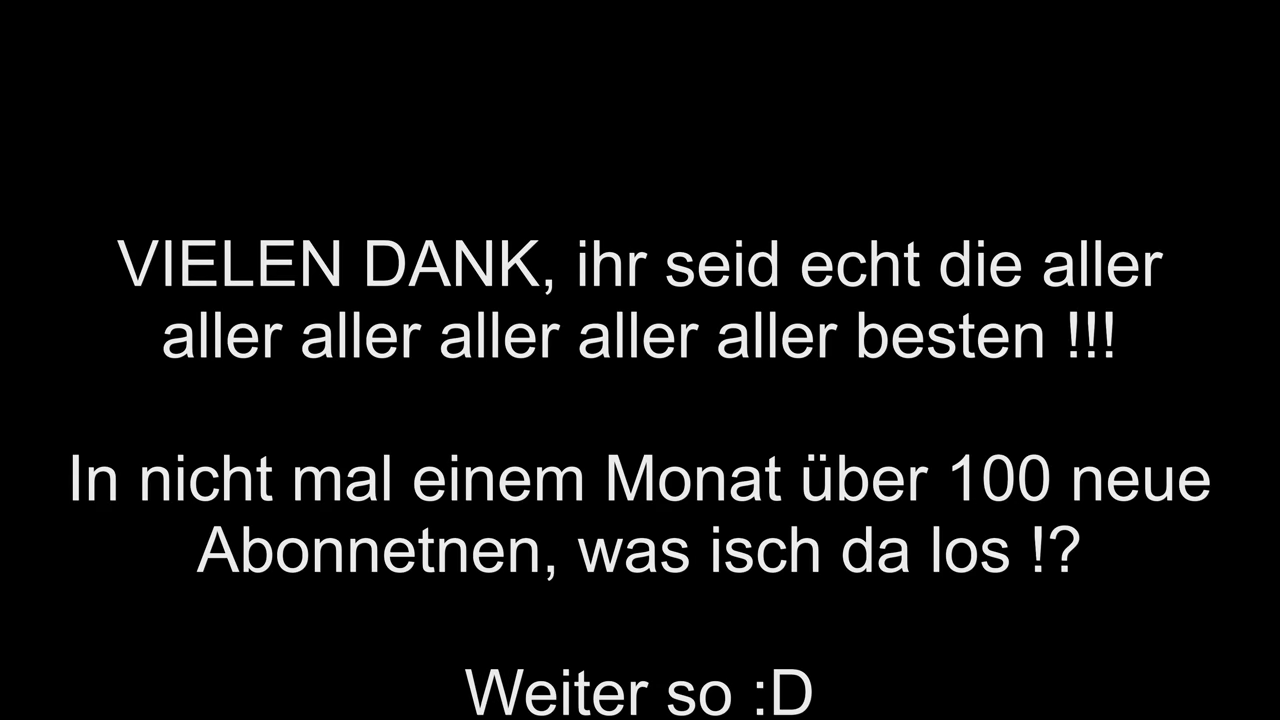 VIELEN DANK, ihr seid echt die aller
aller aller aller aller aller besten !!!
In nicht mal einem Monat über 100 neue
Abonnetnen, was isch da los !?
Weiter so :D